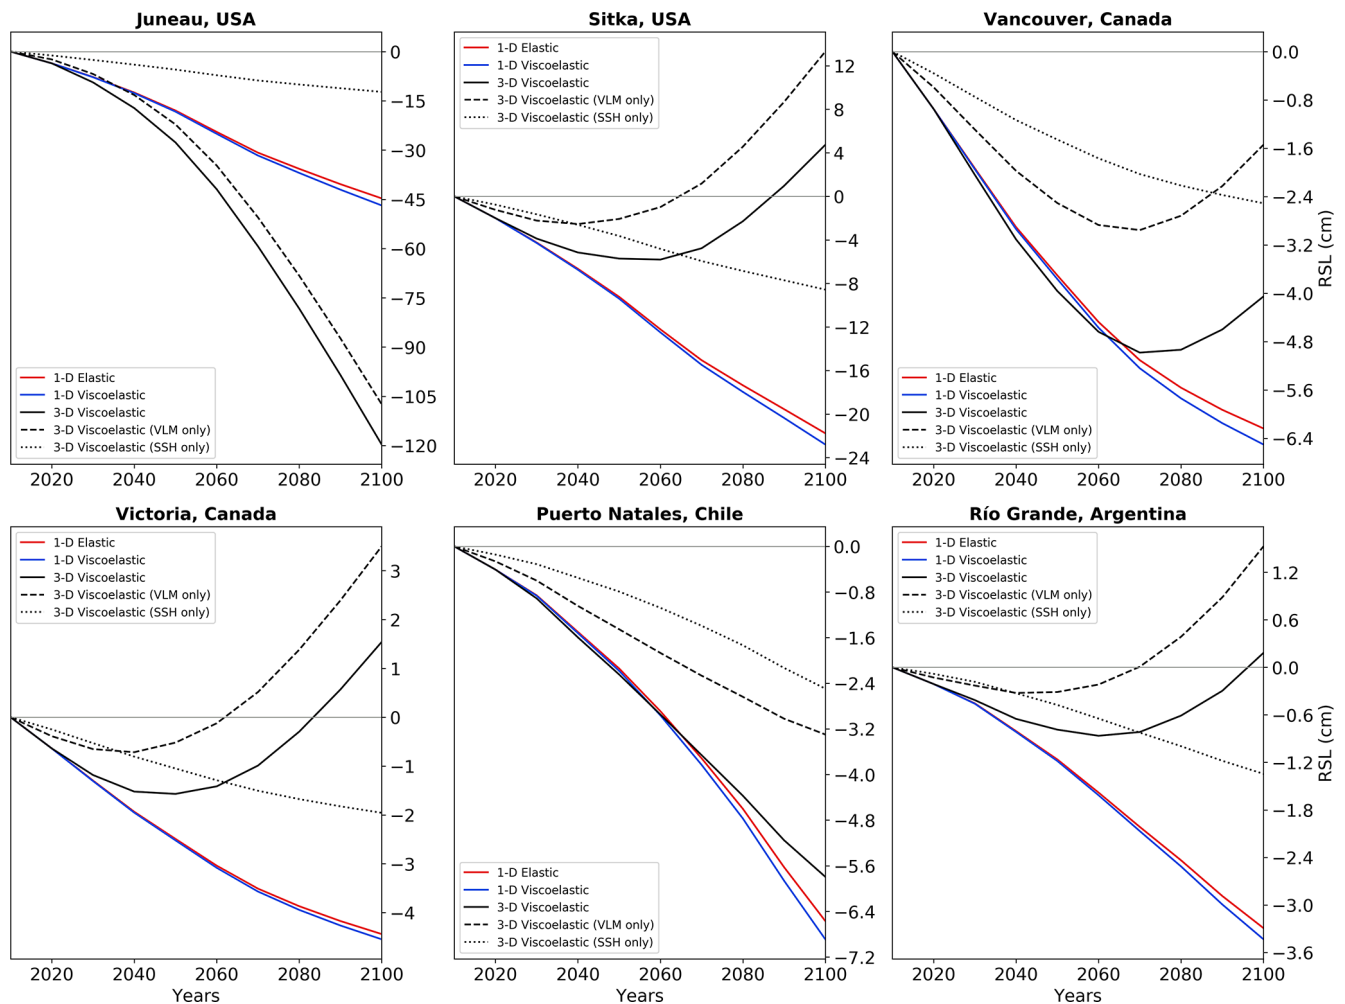 Juneau, USA
1-D Elastic
1-D Viscoelastic
3-D Viscoelastic
3-D Viscoelastic (VLM only)
3-D Viscoelastic (SSH only)
0
−15
−30
−45
−60
−75
−90
−105
−120
2020 2040 2060 2080 2100
Sitka, USA
1-D Elastic
1-D Viscoelastic
3-D Viscoelastic
3-D Viscoelastic (VLM only)
3-D Viscoelastic (SSH only)
12
8
4
0
−4
−8
−12
−16
−20
−24
2020 2040 2060 2080 2100
Vancouver, Canada
1-D Elastic
1-D Viscoelastic
3-D Viscoelastic
3-D Viscoelastic (VLM only)
3-D Viscoelastic (SSH only)
0.0
−0.8
−1.6
−2.4
−3.2
−4.0
−4.8
−5.6
−6.4
RSL (cm)
2020 2040 2060 2080 2100
Victoria, Canada
1-D Elastic
1-D Viscoelastic
3-D Viscoelastic
3-D Viscoelastic (VLM only)
3-D Viscoelastic (SSH only)
3
2
1
0
−1
−2
−3
−4
2020 2040 2060 2080 2100
Years
Puerto Natales, Chile
1-D Elastic
1-D Viscoelastic
3-D Viscoelastic
3-D Viscoelastic (VLM only)
3-D Viscoelastic (SSH only)
0.0
−0.8
−1.6
−2.4
−3.2
−4.0
−4.8
−5.6
−6.4
−7.2
2020 2040 2060 2080 2100
Years
Río Grande, Argentina
1-D Elastic
1-D Viscoelastic
3-D Viscoelastic
3-D Viscoelastic (VLM only)
3-D Viscoelastic (SSH only)
1.2
0.6
0.0
−0.6
−1.2
−1.8
−2.4
−3.0
−3.6
RSL (cm)
2020 2040 2060 2080 2100
Years